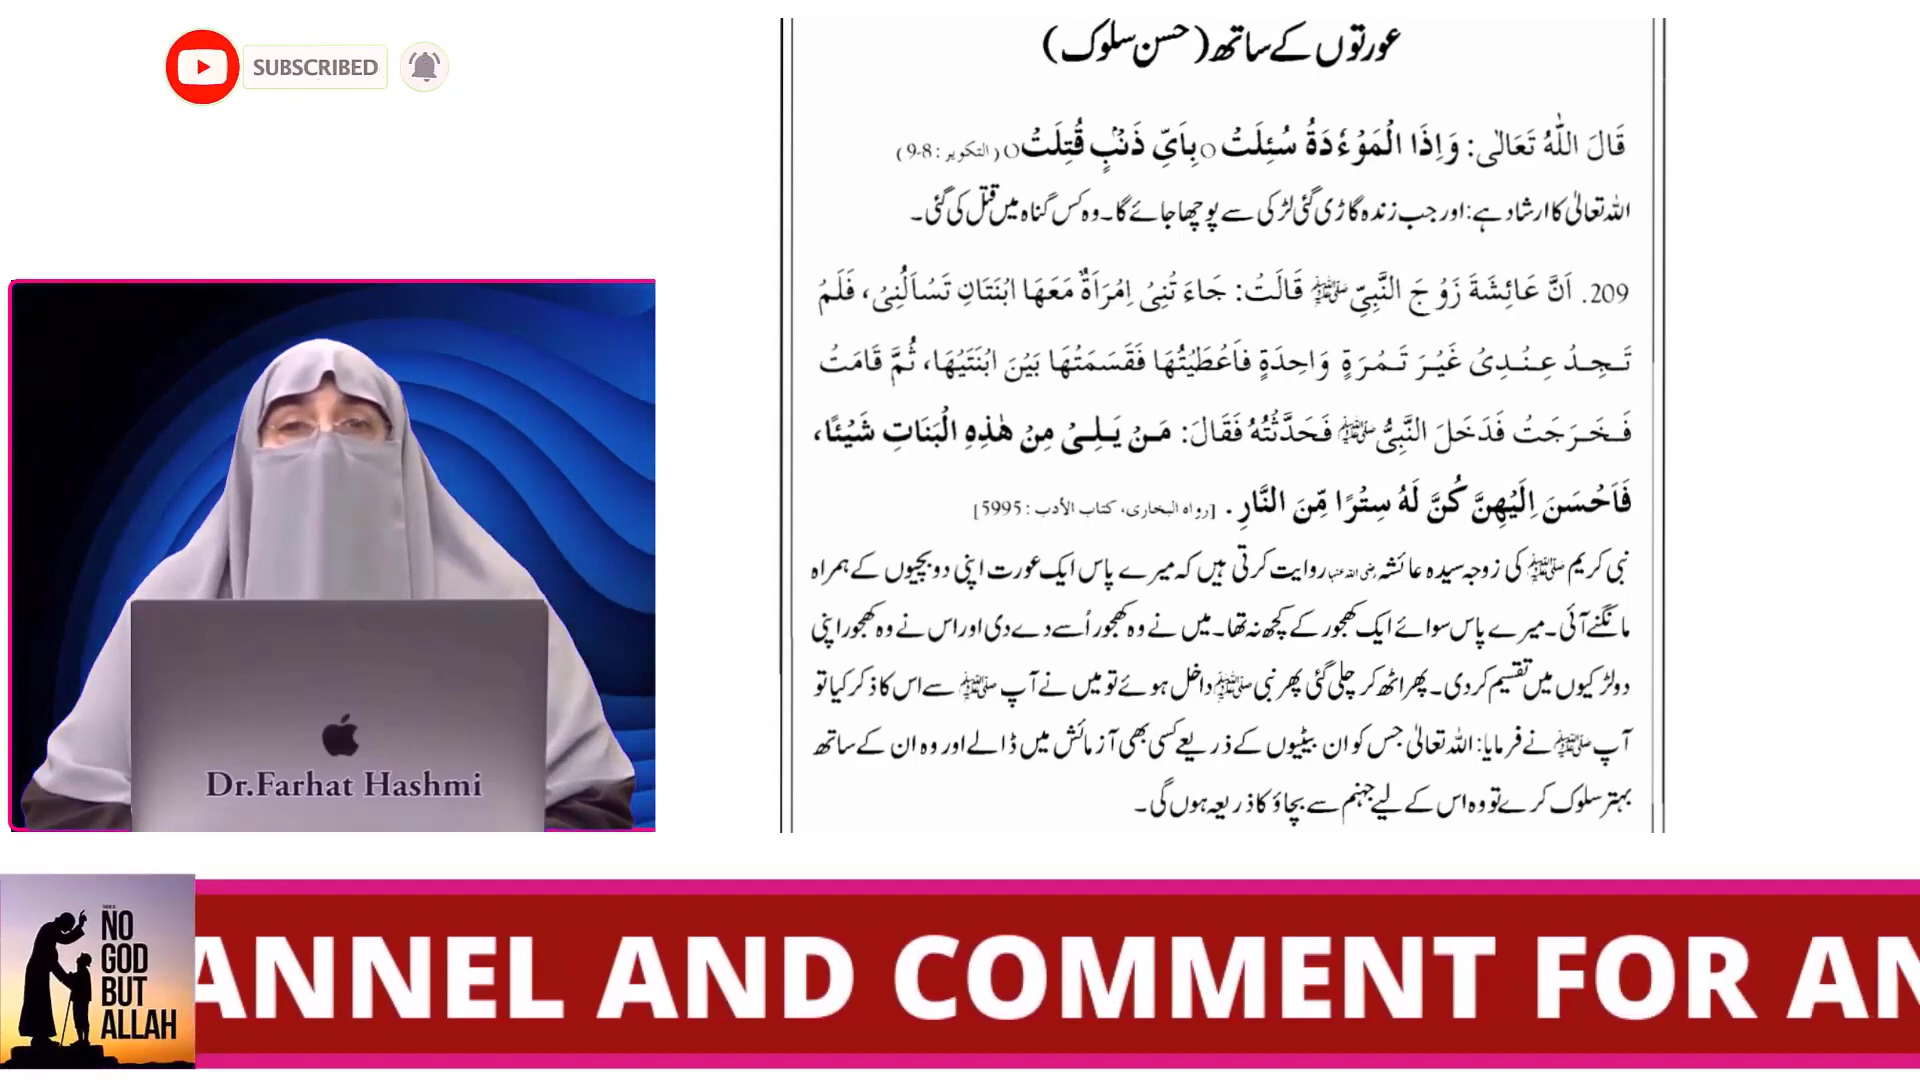 SUBSCRIBED
عورتوں کے ساتھ (حسن سلوک)
قَالَ اللّٰهُ تَعَالٰى: وَاِذَا الْمَوْءٗدَةُ سُئِلَتْ○ بِاَيِّ ذَنْۢبٍ قُتِلَتْ○ (التكوير: 8-9)
اللہ تعالیٰ کا ارشاد ہے: اور جب زندہ گاڑی گئی لڑکی سے پوچھا جائے گا۔ وہ کس گناہ میں قتل کی گئی۔
209. اَنَّ عَائِشَةَ زَوْجَ النَّبِيِّ ﷺ قَالَتْ: جَاءَتْنِىْ اِمْرَاَةٌ مَعَهَا ابْنَتَانِ تَسْاَلُنِىْ، فَلَمْ
تَجِدْ عِنْدِىْ غَيْرَ تَمْرَةٍ وَاحِدَةٍ فَاَعْطَيْتُهَا فَقَسَمَتْهَا بَيْنَ ابْنَتَيْهَا، ثُمَّ قَامَتْ
فَخَرَجَتْ فَدَخَلَ النَّبِىُّ ﷺ فَحَدَّثْتُهُ فَقَالَ: مَنْ يَلِىْ مِنْ هٰذِهِ الْبَنَاتِ شَيْئًا،
فَاَحْسَنَ اِلَيْهِنَّ كُنَّ لَهُ سِتْرًا مِّنَ النَّارِ. [رواه البخارى، كتاب الأدب: 5995]
نبی کریم ﷺ کی زوجہ سیدہ عائشہ رضی اللہ عنہا روایت کرتی ہیں کہ میرے پاس ایک عورت اپنی دو بچیوں کے ہمراہ
مانگنے آئی۔ میرے پاس سوائے ایک کھجور کے کچھ نہ تھا۔ میں نے وہ کھجور اُسے دے دی اور اس نے وہ کھجور اپنی
دو لڑکیوں میں تقسیم کر دی۔ پھر اٹھ کر چلی گئی پھر نبی ﷺ داخل ہوئے تو میں نے آپ ﷺ سے اس کا ذکر کیا تو
آپ ﷺ نے فرمایا: اللہ تعالیٰ جس کو ان بیٹیوں کے ذریعے کسی بھی آزمائش میں ڈالے اور وہ ان کے ساتھ
بہتر سلوک کرے تو وہ اس کے لیے جہنم سے بچاؤ کا ذریعہ ہوں گی۔
Dr.Farhat Hashmi
NO
GOD
BUT
ALLAH
ANNEL AND COMMENT FOR AN